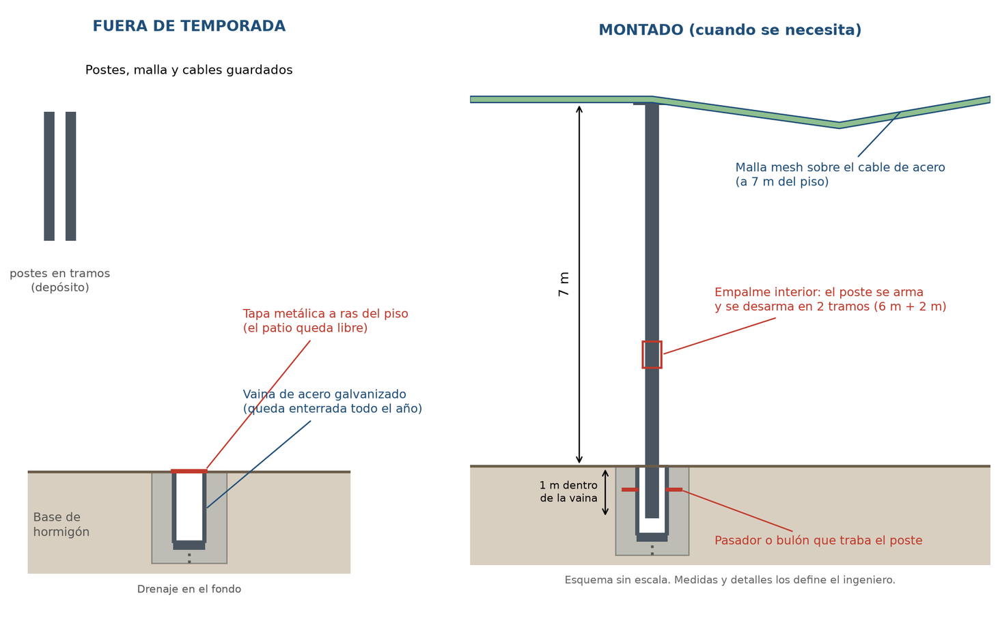 FUERA DE TEMPORADA
Postes, malla y cables guardados
postes en tramos
(depósito)
Tapa metálica a ras del piso
(el patio queda libre)
Vaina de acero galvanizado
(queda enterrada todo el año)
Base de
hormigón
Drenaje en el fondo
MONTADO (cuando se necesita)
Malla mesh sobre el cable de acero
(a 7 m del piso)
7 m
Empalme interior: el poste se arma
y se desarma en 2 tramos (6 m + 2 m)
1 m dentro
de la vaina
Pasador o bulón que traba el poste
Esquema sin escala. Medidas y detalles los define el ingeniero.